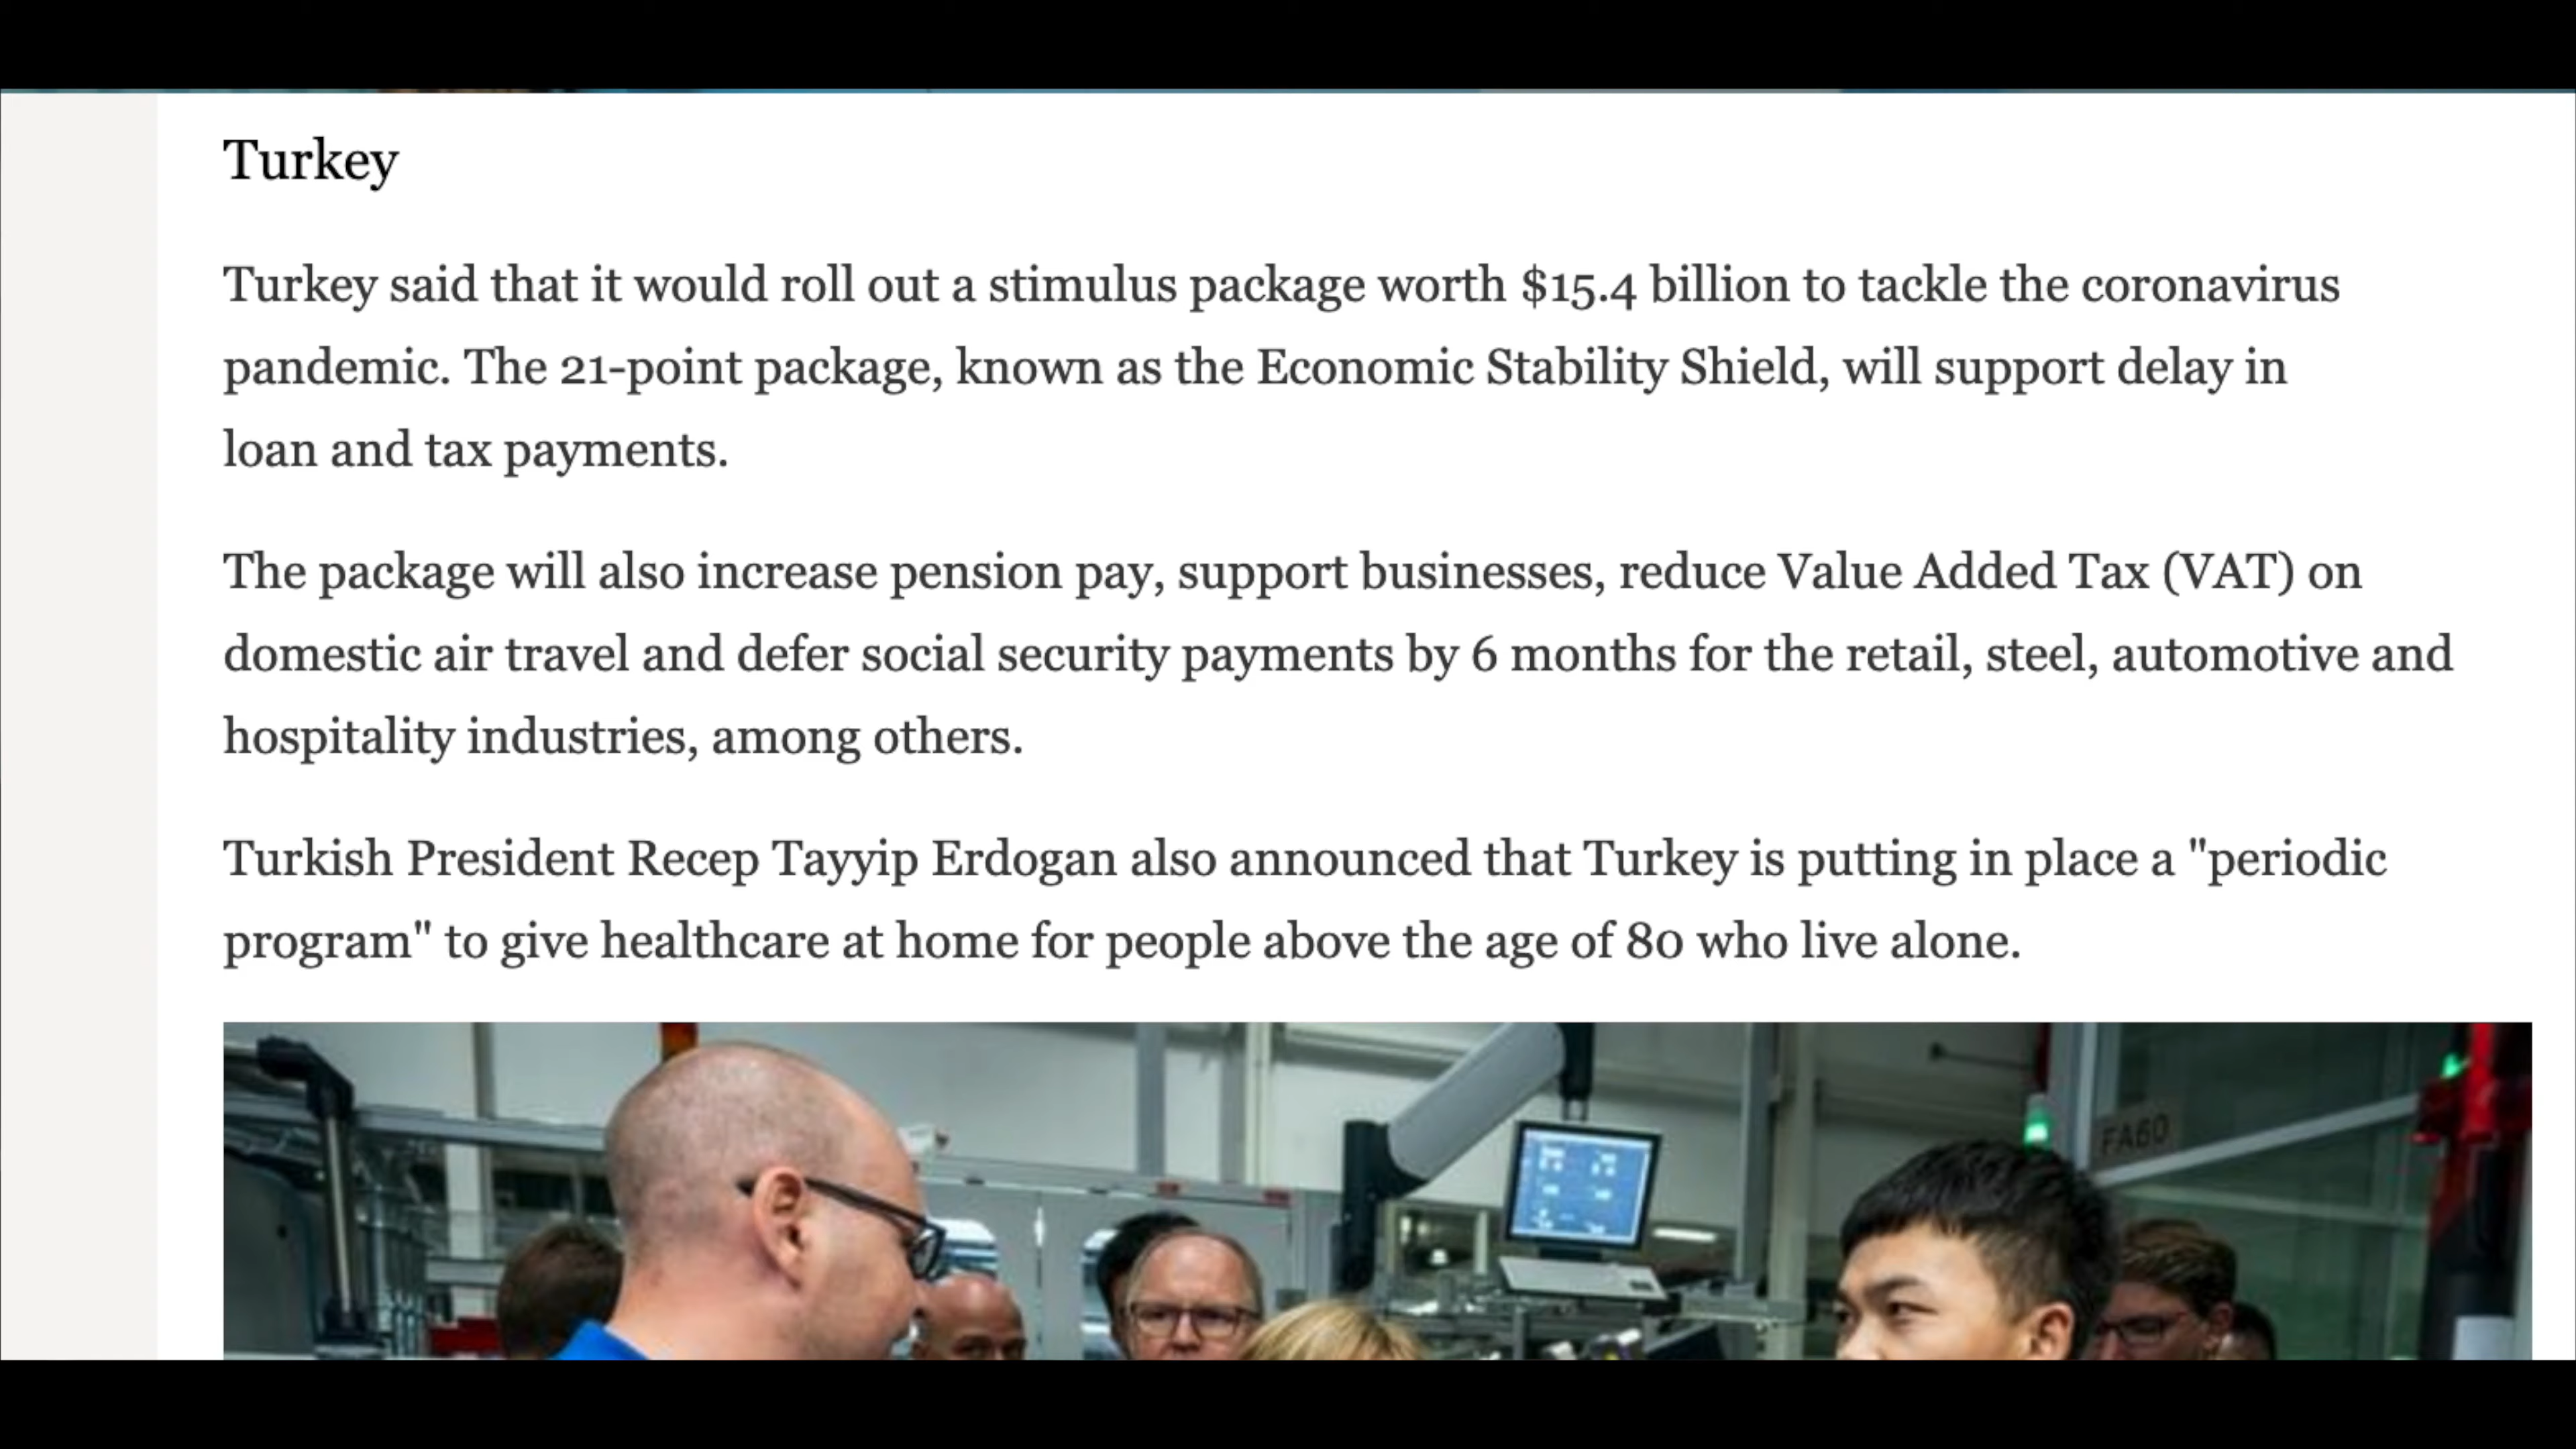 Turkey
Turkey said that it would roll out a stimulus package worth $15.4 billion to tackle the coronavirus
pandemic. The 21-point package, known as the Economic Stability Shield, will support delay in
loan and tax payments.
The package will also increase pension pay, support businesses, reduce Value Added Tax (VAT) on
domestic air travel and defer social security payments by 6 months for the retail, steel, automotive and
hospitality industries, among others.
Turkish President Recep Tayyip Erdogan also announced that Turkey is putting in place a "periodic
program" to give healthcare at home for people above the age of 80 who live alone.
FA60